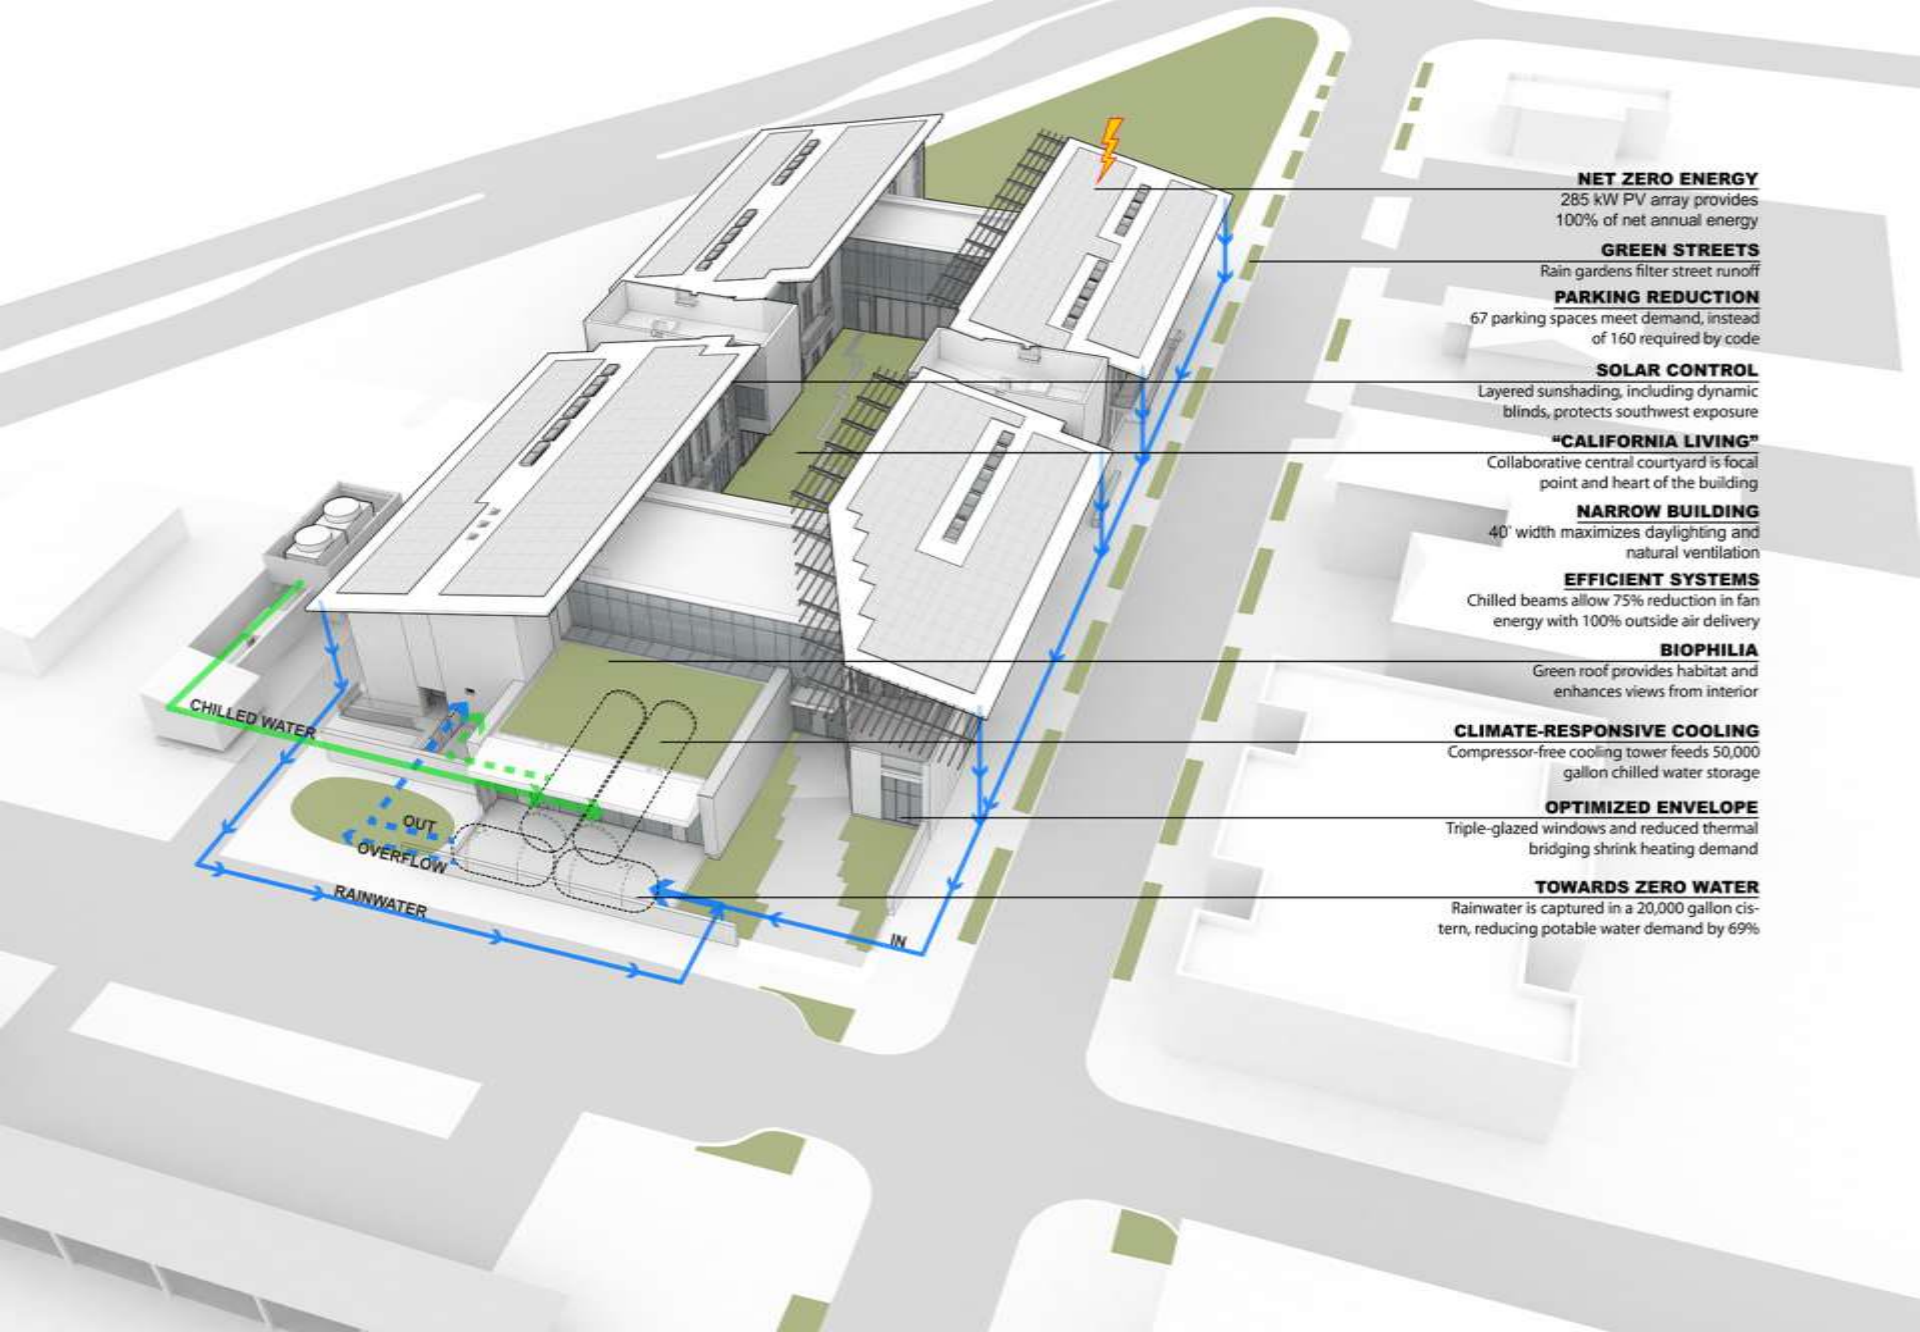 NET ZERO ENERGY
285 kW PV array provides
100% of net annual energy
GREEN STREETS
Rain gardens filter street runoff
PARKING REDUCTION
67 parking spaces meet demand, instead
of 160 required by code
SOLAR CONTROL
Layered sunshading, including dynamic
blinds, protects southwest exposure
“CALIFORNIA LIVING”
Collaborative central courtyard is focal
point and heart of the building
NARROW BUILDING
40' width maximizes daylighting and
natural ventilation
EFFICIENT SYSTEMS
Chilled beams allow 75% reduction in fan
energy with 100% outside air delivery
BIOPHILIA
Green roof provides habitat and
enhances views from interior
CLIMATE-RESPONSIVE COOLING
Compressor-free cooling tower feeds 50,000
gallon chilled water storage
OPTIMIZED ENVELOPE
Triple-glazed windows and reduced thermal
bridging shrink heating demand
TOWARDS ZERO WATER
Rainwater is captured in a 20,000 gallon cis-
tern, reducing potable water demand by 69%
CHILLED WATER
OUT
OVERFLOW
RAINWATER
IN